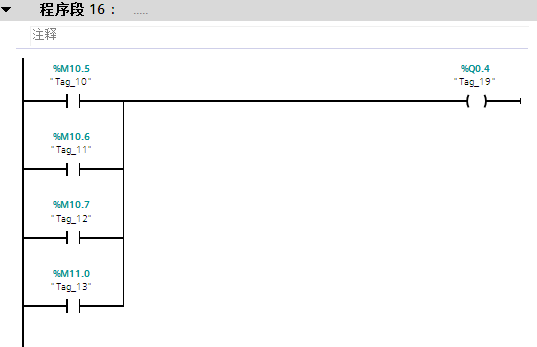 程序段 16： .....
注释
%M10.5
"Tag_10"
%Q0.4
"Tag_19"
%M10.6
"Tag_11"
%M10.7
"Tag_12"
%M11.0
"Tag_13"